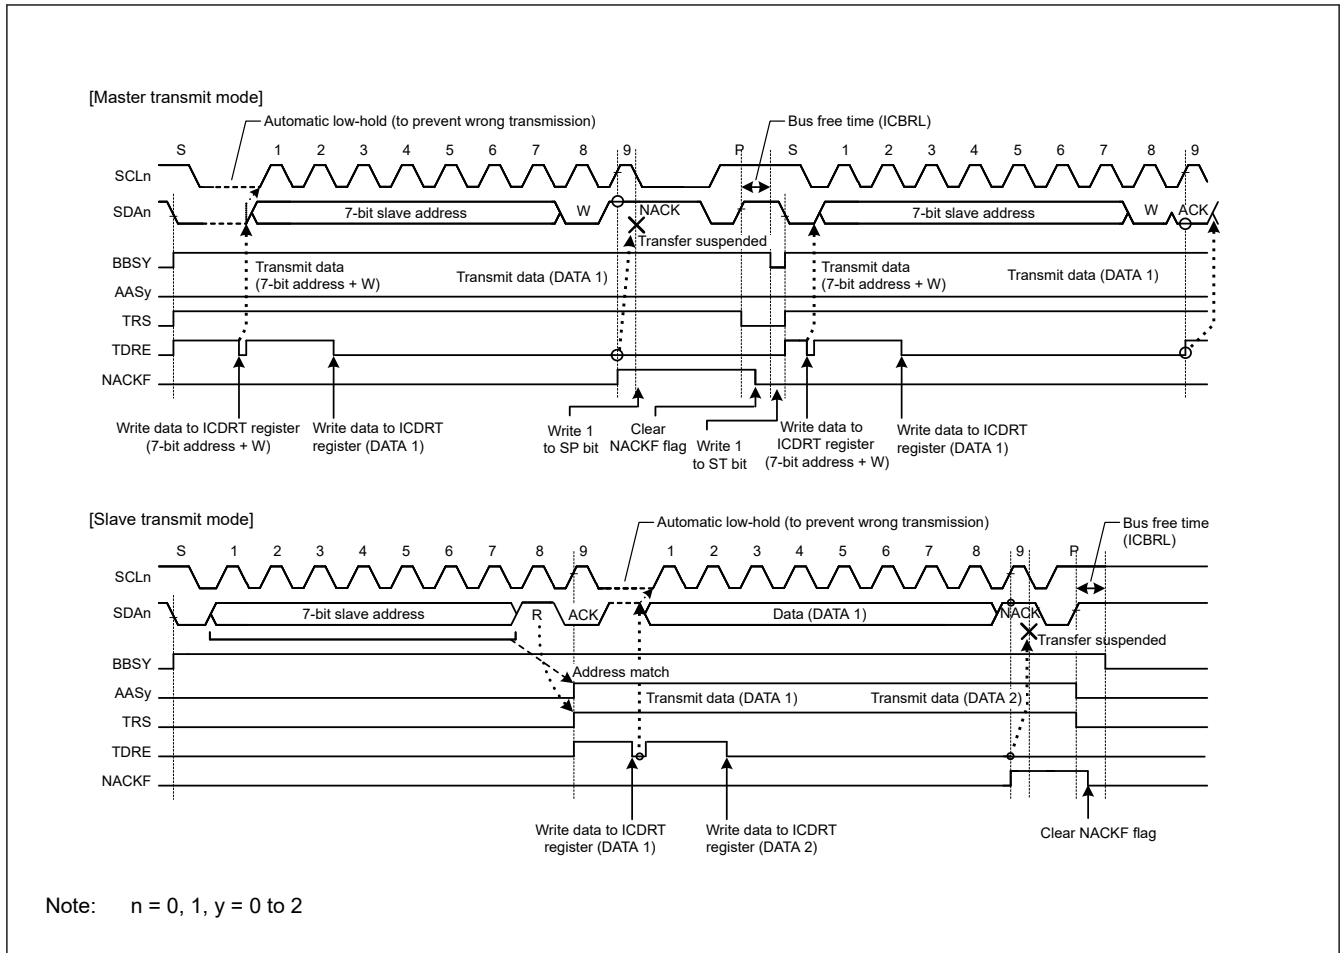 [Master transmit mode]
Automatic low-hold (to prevent wrong transmission)
Bus free time (ICBRL)
S 1 2 3 4 5 6 7 8 9 P S 1 2 3 4 5 6 7 8 9
SCLn
SDAn 7-bit slave address W NACK 7-bit slave address W ACK
Transfer suspended
BBSY
Transmit data
(7-bit address + W)
Transmit data (DATA 1)
Transmit data
(7-bit address + W)
Transmit data (DATA 1)
AASy
TRS
TDRE
NACKF
Write data to ICDRT register
(7-bit address + W)
Write data to ICDRT
register (DATA 1)
Write 1
to SP bit
Clear
NACKF flag
Write 1
to ST bit
Write data to
ICDRT register
(7-bit address + W)
Write data to ICDRT
register (DATA 1)
[Slave transmit mode]
Automatic low-hold (to prevent wrong transmission)
Bus free time
(ICBRL)
S 1 2 3 4 5 6 7 8 9 1 2 3 4 5 6 7 8 9 P
SCLn
SDAn 7-bit slave address R ACK Data (DATA 1) NACK
Transfer suspended
BBSY
Address match
AASy
Transmit data (DATA 1)
Transmit data (DATA 2)
TRS
TDRE
NACKF
Write data to ICDRT
register (DATA 1)
Write data to ICDRT
register (DATA 2)
Clear NACKF flag
Note: n = 0, 1, y = 0 to 2